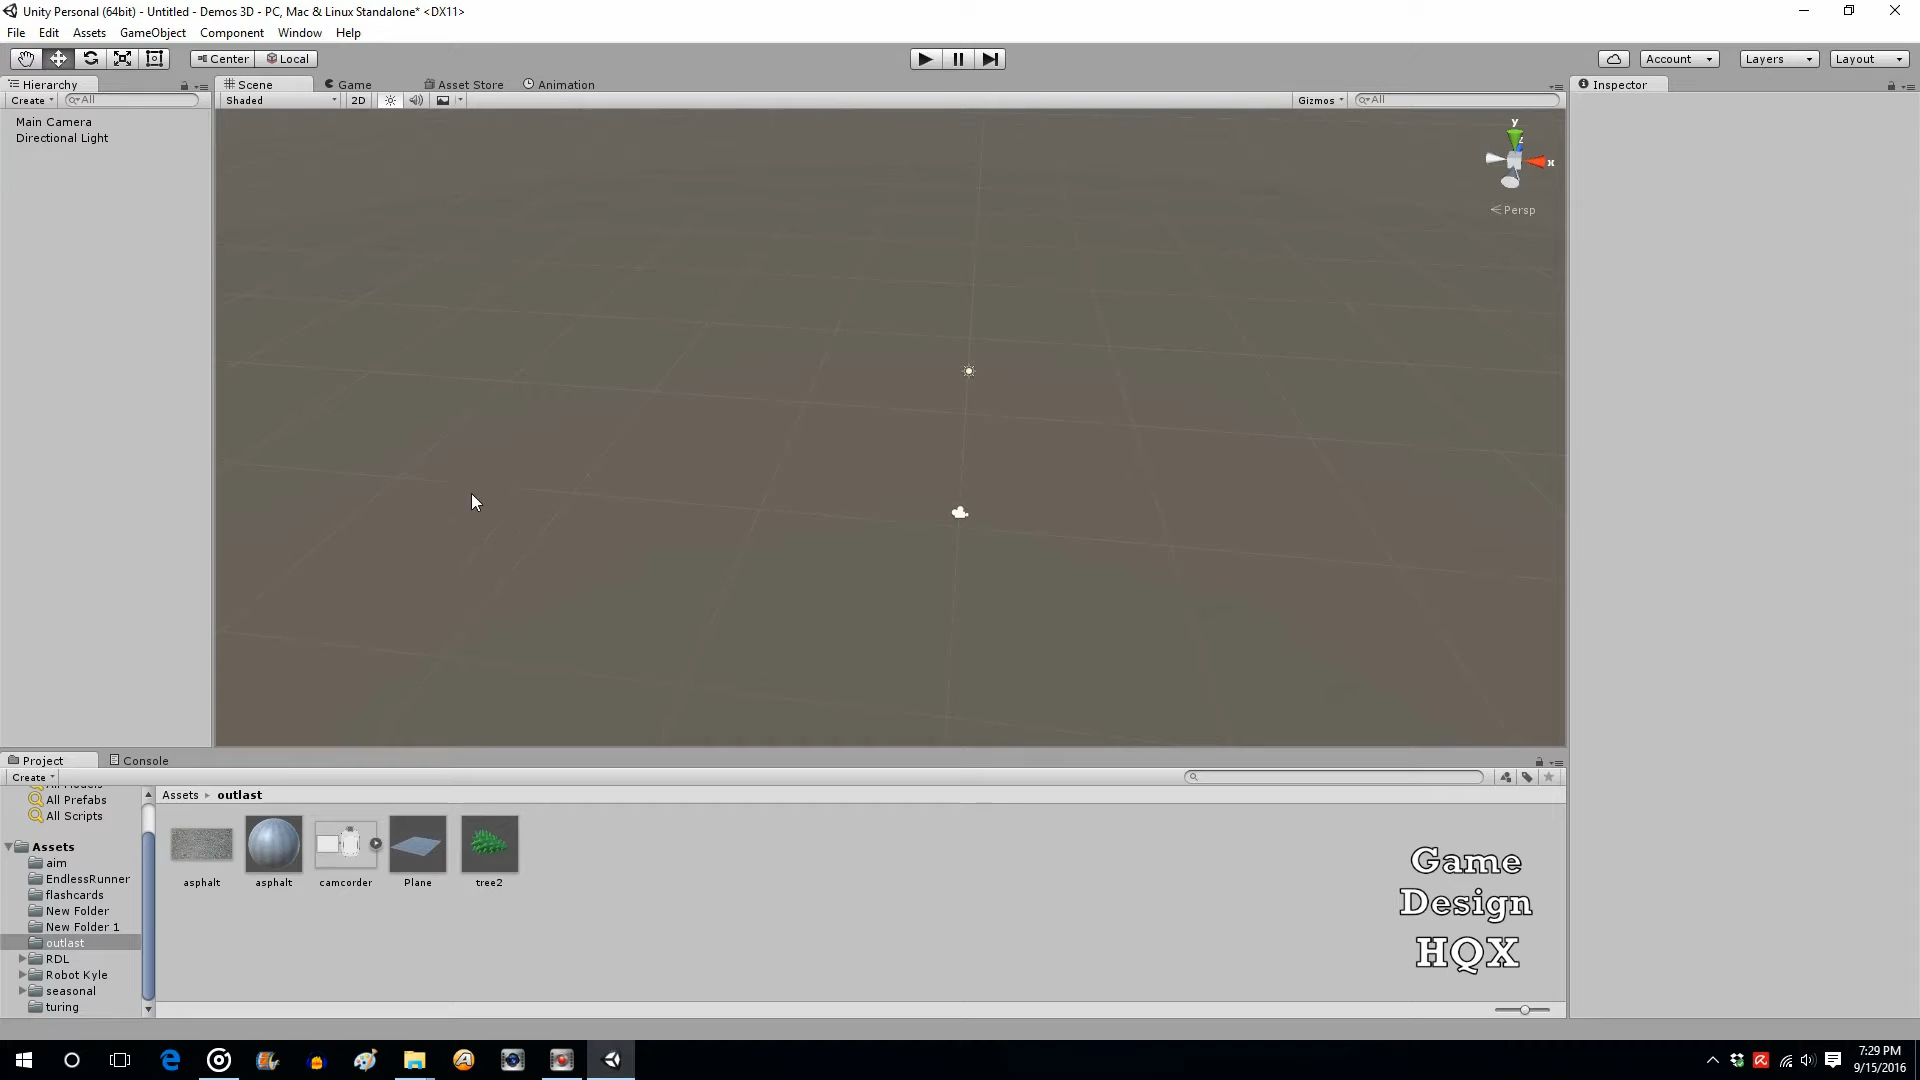 Unity Personal (64bit) - Untitled - Demos 3D - PC, Mac & Linux Standalone* <DX11>
File Edit Assets GameObject Component Window Help
Center Local
Account Layers Layout
Hierarchy Scene Game Asset Store Animation Inspector
Create All Shaded 2D Gizmos All
Main Camera
Directional Light
y
z
x
Persp
Project Console
Create
All Models
All Prefabs
All Scripts
Assets
aim
EndlessRunner
flashcards
New Folder
New Folder 1
outlast
RDL
Robot Kyle
seasonal
turing
Assets outlast
asphalt asphalt camcorder Plane tree2
Game
Design
HQX
7:29 PM
9/15/2016